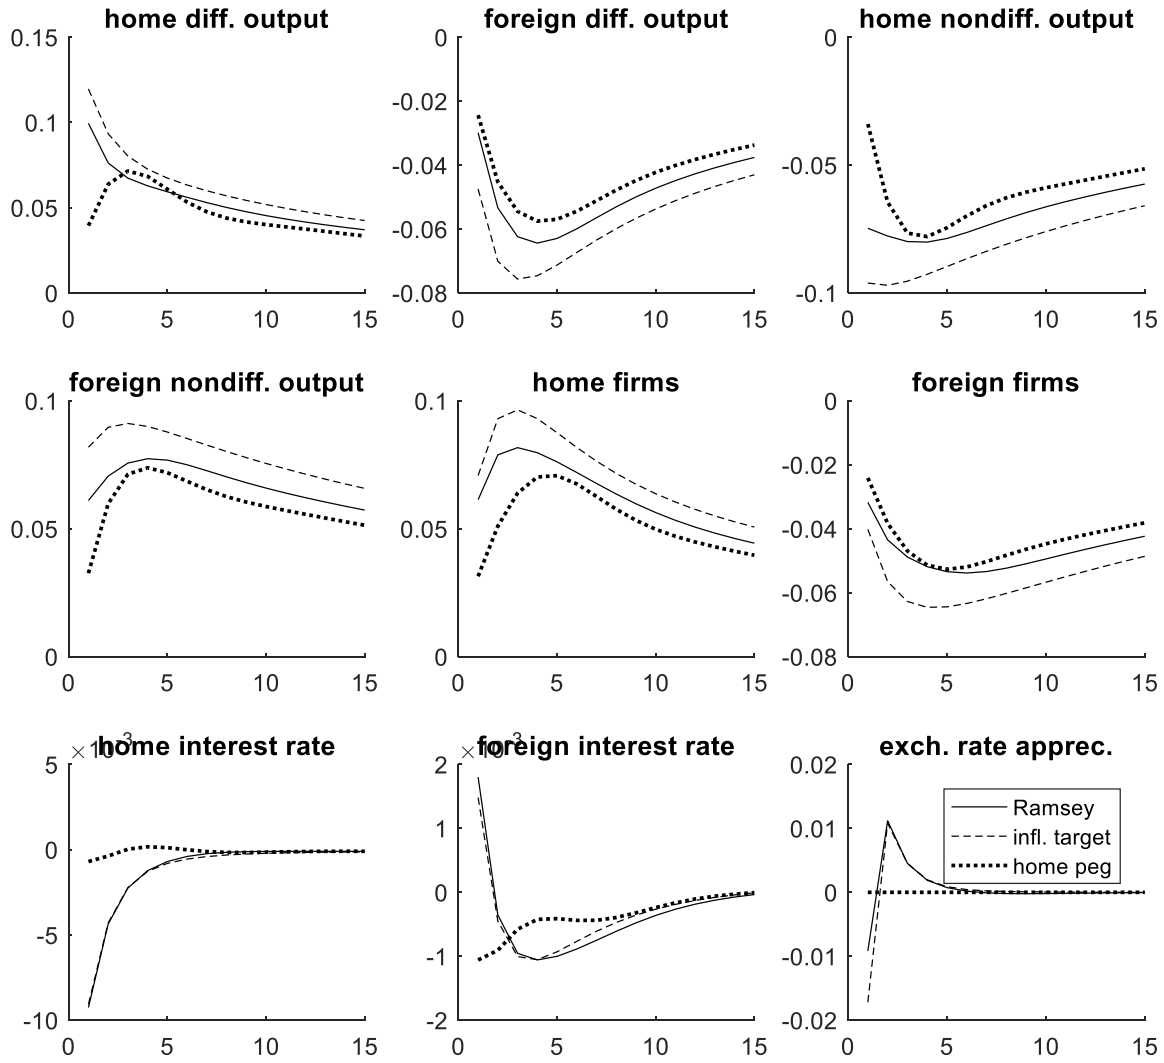 home diff. output
foreign diff. output
home nondiff. output
0.15
0.1
0.05
0
0 5 10 15
0
-0.02
-0.04
-0.06
-0.08
0 5 10 15
0
-0.05
-0.1
0 5 10 15
foreign nondiff. output
home firms
foreign firms
0.1
0.05
0
0 5 10 15
0.1
0.05
0
0 5 10 15
0
-0.02
-0.04
-0.06
-0.08
0 5 10 15
home interest rate
foreign interest rate
exch. rate apprec.
×10-3
5
0
-5
-10
0 5 10 15
×10-3
2
1
0
-1
-2
0 5 10 15
0.02
0.01
0
-0.01
-0.02
0 5 10 15
Ramsey
infl. target
home peg